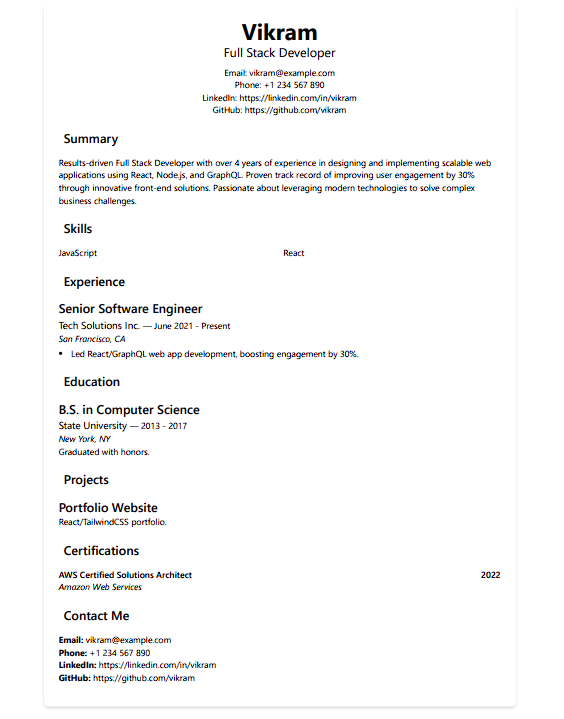 Vikram
Full Stack Developer
Email: vikram@example.com
Phone: +1 234 567 890
LinkedIn: https://linkedin.com/in/vikram
GitHub: https://github.com/vikram
Summary
Results-driven Full Stack Developer with over 4 years of experience in designing and implementing scalable web
applications using React, Node.js, and GraphQL. Proven track record of improving user engagement by 30%
through innovative front-end solutions. Passionate about leveraging modern technologies to solve complex
business challenges.
Skills
JavaScript React
Experience
Senior Software Engineer
Tech Solutions Inc. — June 2021 - Present
San Francisco, CA
• Led React/GraphQL web app development, boosting engagement by 30%.
Education
B.S. in Computer Science
State University — 2013 - 2017
New York, NY
Graduated with honors.
Projects
Portfolio Website
React/TailwindCSS portfolio.
Certifications
AWS Certified Solutions Architect 2022
Amazon Web Services
Contact Me
Email: vikram@example.com
Phone: +1 234 567 890
LinkedIn: https://linkedin.com/in/vikram
GitHub: https://github.com/vikram